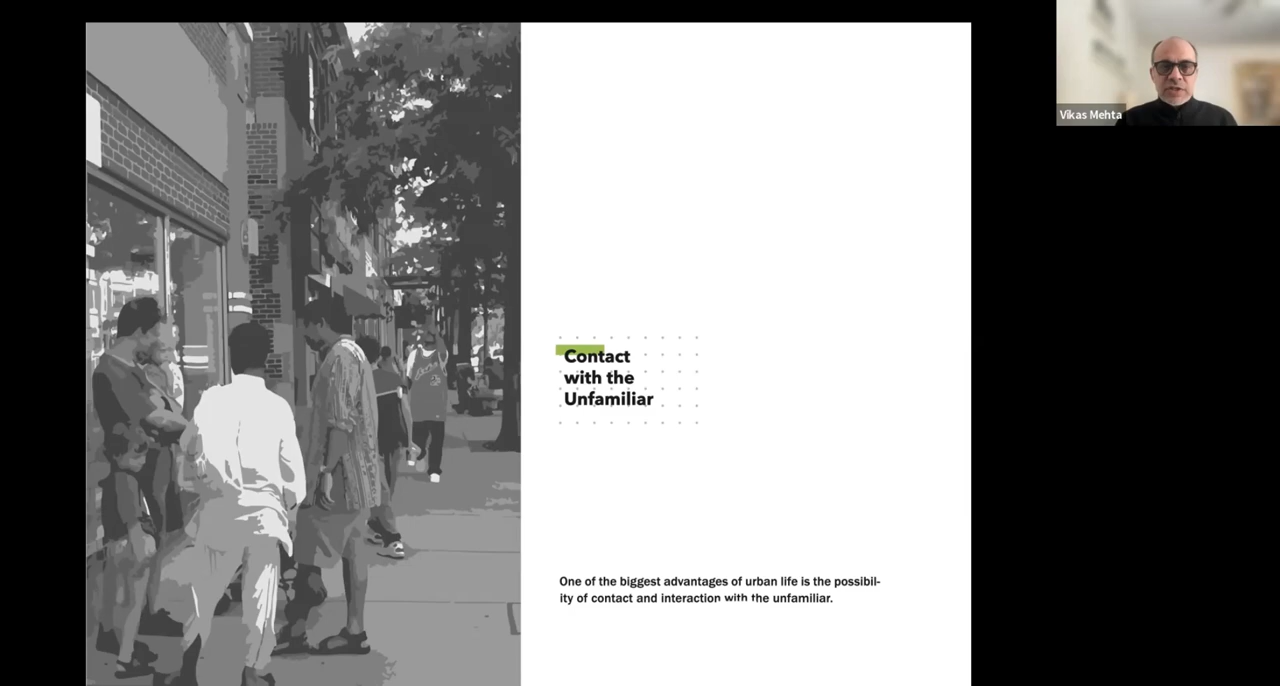 Vikas Mehta
Contact
with the
Unfamiliar
One of the biggest advantages of urban life is the possibil-
ity of contact and interaction with the unfamiliar.